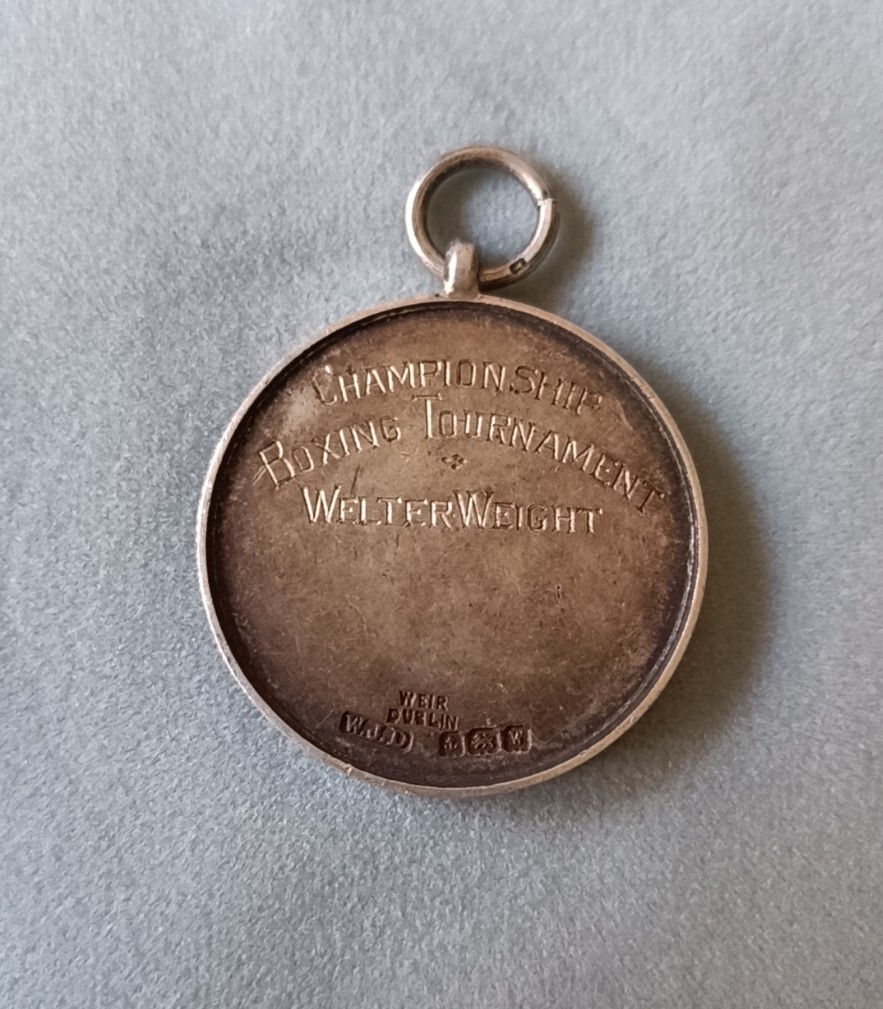 CHAMPIONSHIP
BOXING TOURNAMENT
WELTERWEIGHT
WEIR
DUBLIN
W.J.D
W